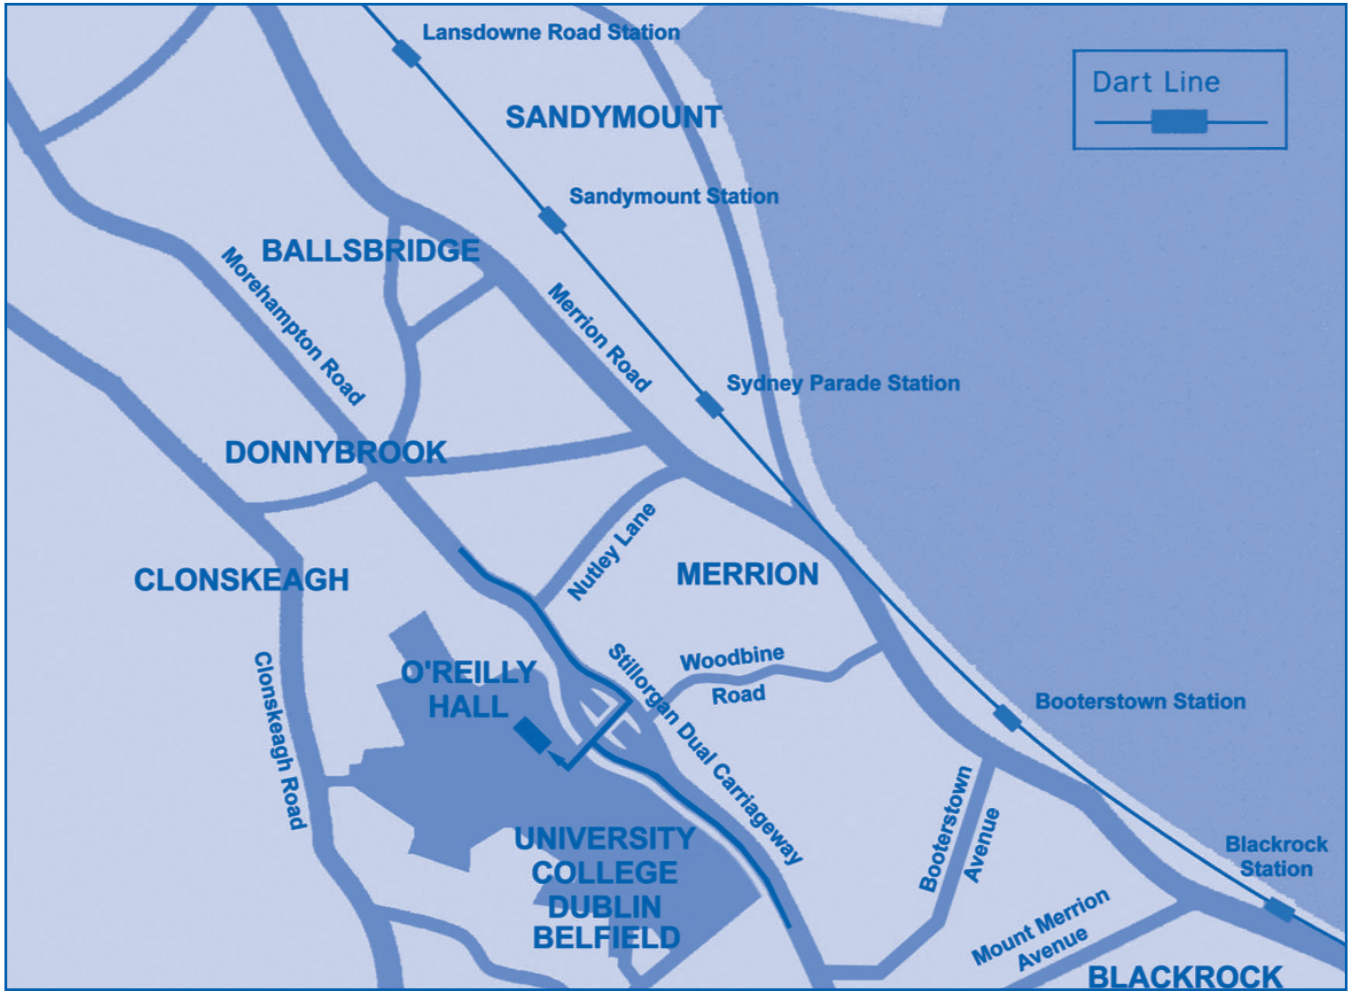 Lansdowne Road Station
Dart Line
SANDYMOUNT
Sandymount Station
BALLSBRIDGE
Morehampton Road
Merrion Road
Sydney Parade Station
DONNYBROOK
Nutley Lane
CLONSKEAGH
MERRION
O'REILLY
HALL
Woodbine
Road
Stillorgan Dual Carriageway
Clonskeagh Road
Booterstown Station
Booterstown
Avenue
UNIVERSITY
COLLEGE
DUBLIN
BELFIELD
Blackrock
Station
Mount Merrion
Avenue
BLACKROCK